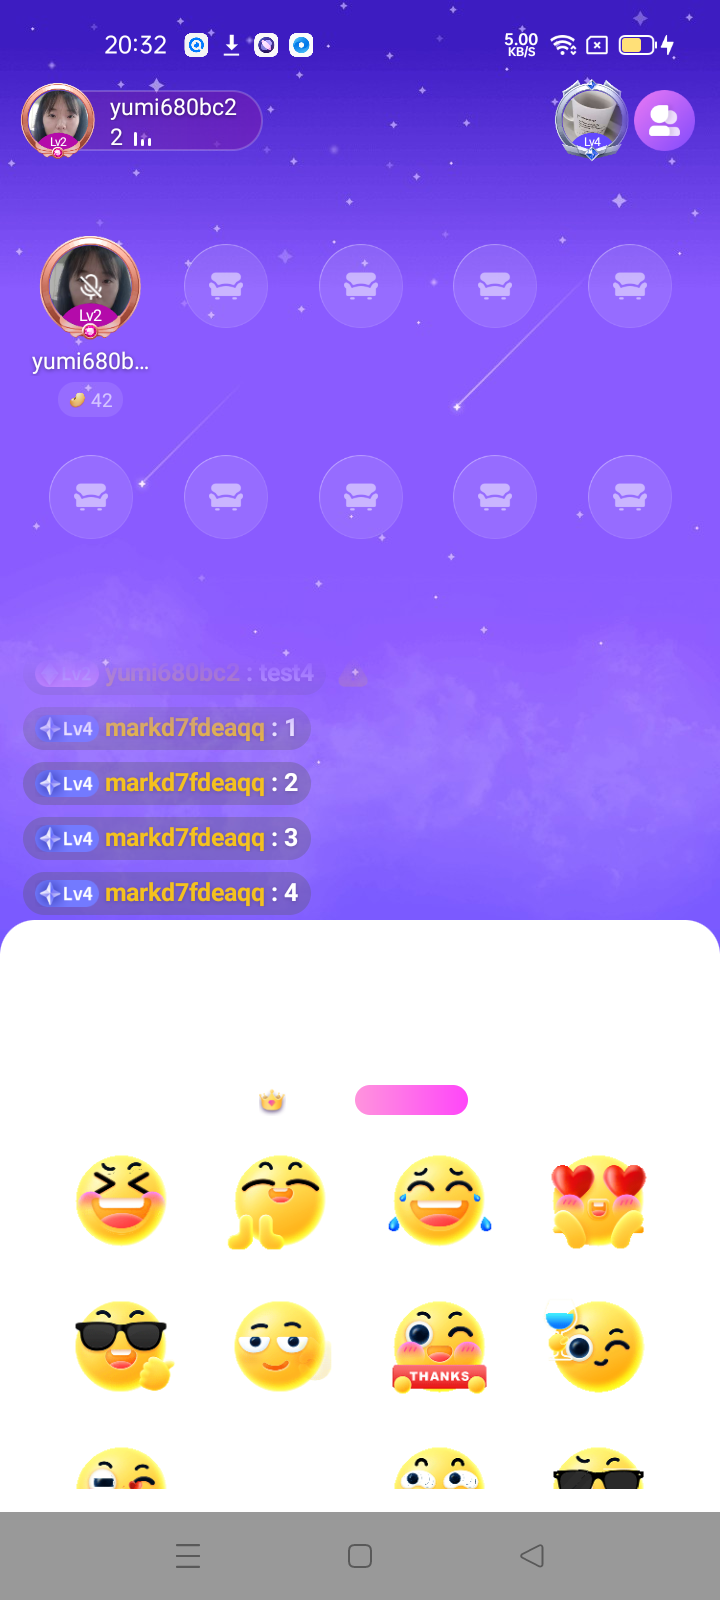 20:32
5.00
KB/S
yumi680bc2
2
Lv2
Lv4
Lv2
yumi680b...
42
Lv2 yumi680bc2 : test4
Lv4 markd7fdeaqq : 1
Lv4 markd7fdeaqq : 2
Lv4 markd7fdeaqq : 3
Lv4 markd7fdeaqq : 4
THANKS